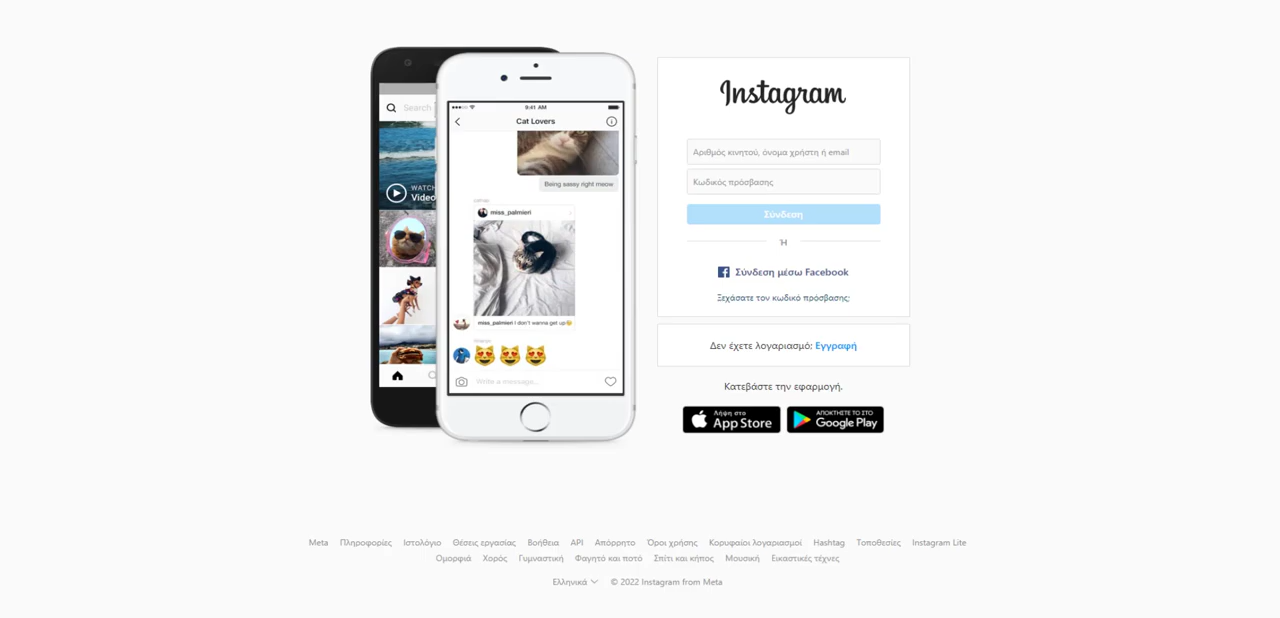 Search
WATCH
Video
9:41 AM
Cat Lovers
Being sassy right meow
miss_palmieri
miss_palmieri I don't wanna get up😴
😻 😻 😻
Write a message...
Instagram
Αριθμός κινητού, όνομα χρήστη ή email
Κωδικός πρόσβασης
Σύνδεση
Ή
Σύνδεση μέσω Facebook
Ξεχάσατε τον κωδικό πρόσβασης;
Δεν έχετε λογαριασμό; Εγγραφή
Κατεβάστε την εφαρμογή.
Λήψη στο
App Store
ΑΠΟΚΤΗΣΤΕ ΤΟ ΣΤΟ
Google Play
Meta Πληροφορίες Ιστολόγιο Θέσεις εργασίας Βοήθεια API Απόρρητο Όροι χρήσης Κορυφαίοι λογαριασμοί Hashtag Τοποθεσίες Instagram Lite
Ομορφιά Χορός Γυμναστική Φαγητό και ποτό Σπίτι και κήπος Μουσική Εικαστικές τέχνες
Ελληνικά © 2022 Instagram from Meta